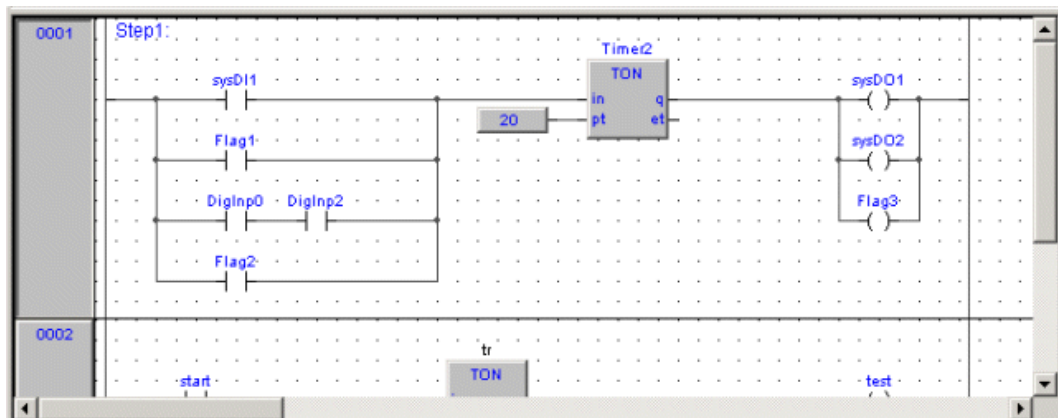 0001
Step1:
Timer2
TON
sysDI1
in
q
sysDO1
20
pt
et
Flag1
sysDO2
DigInp0
DigInp2
Flag3
Flag2
0002
tr
TON
start
test